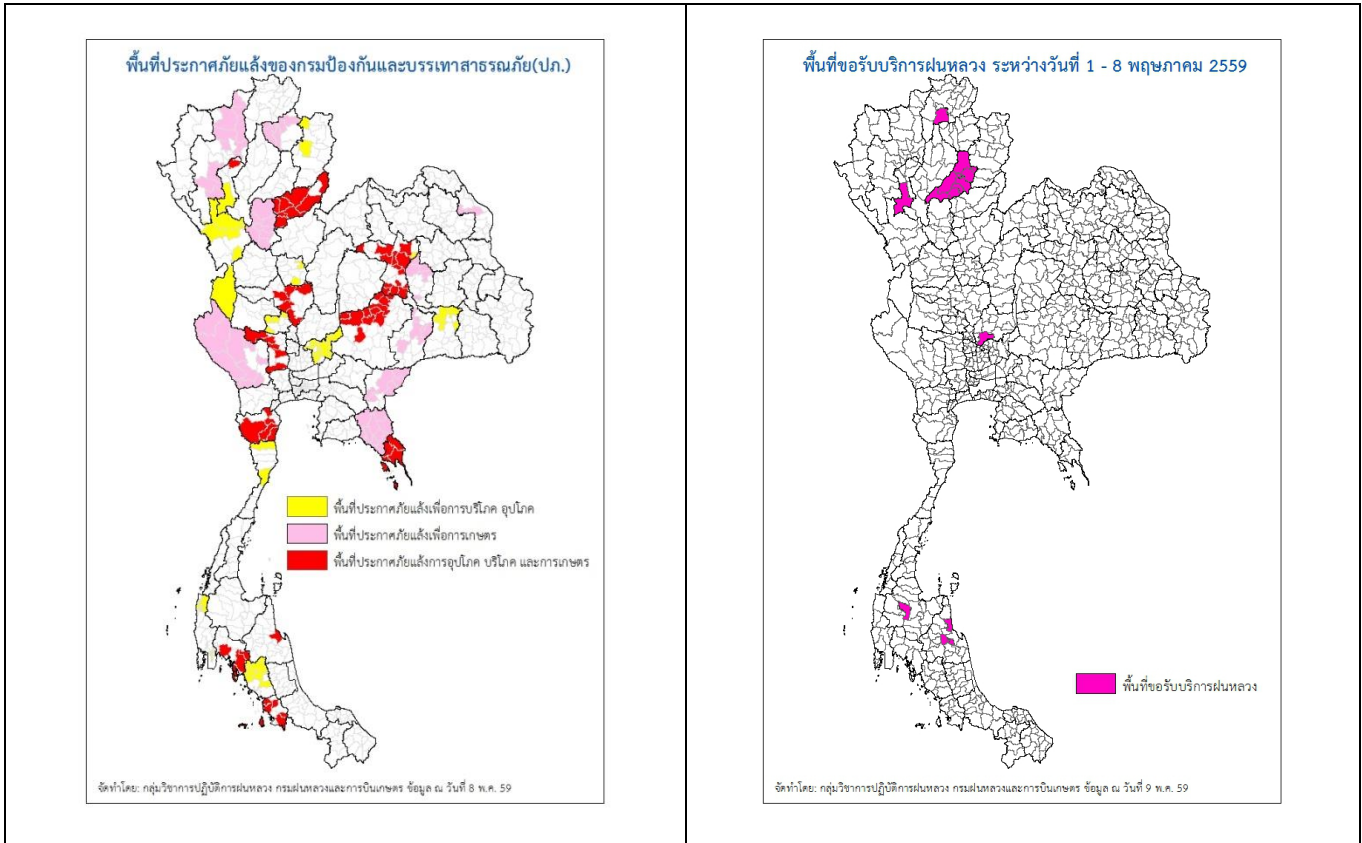 พื้นที่ประกาศภัยแล้งของกรมป้องกันและบรรเทาสาธรณภัย(ปภ.)
พื้นที่ประกาศภัยแล้งเพื่อการบริโภค อุปโภค
พื้นที่ประกาศภัยแล้งเพื่อการเกษตร
พื้นที่ประกาศภัยแล้งการอุปโภค บริโภค และการเกษตร
จัดทำโดย: กลุ่มวิชาการปฏิบัติการฝนหลวง กรมฝนหลวงและการบินเกษตร ข้อมูล ณ วันที่ 8 พ.ค. 59
พื้นที่ขอรับบริการฝนหลวง ระหว่างวันที่ 1 - 8 พฤษภาคม 2559
พื้นที่ขอรับบริการฝนหลวง
จัดทำโดย: กลุ่มวิชาการปฏิบัติการฝนหลวง กรมฝนหลวงและการบินเกษตร ข้อมูล ณ วันที่ 9 พ.ค. 59